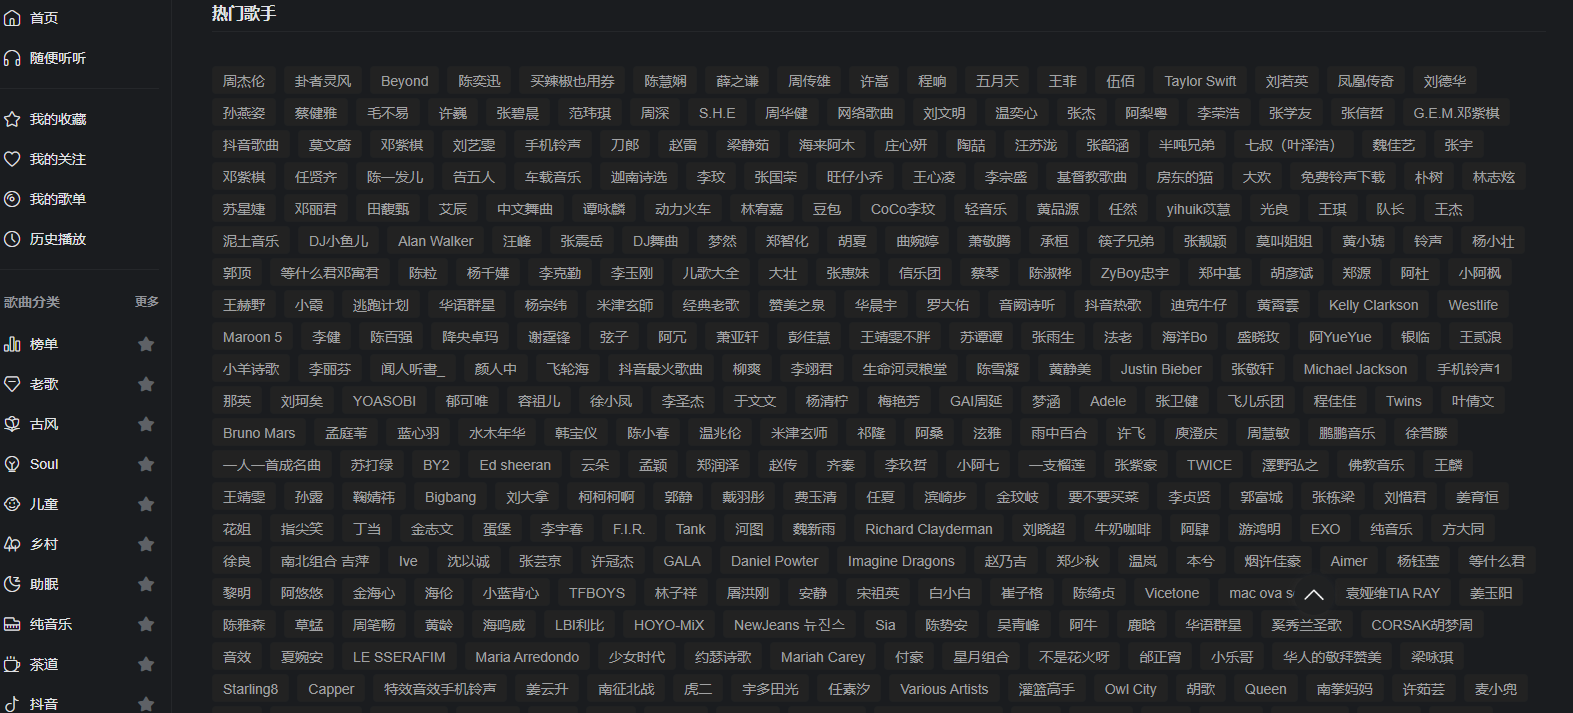 首页
随便听听
我的收藏
我的关注
我的歌单
历史播放
歌曲分类 更多
榜单
老歌
古风
Soul
儿童
乡村
助眠
纯音乐
茶道
抖音
热门歌手
周杰伦 卦者灵风 Beyond 陈奕迅 买辣椒也用券 陈慧娴 薛之谦 周传雄 许嵩 程响 五月天 王菲 伍佰 Taylor Swift 刘若英 凤凰传奇 刘德华
孙燕姿 蔡健雅 毛不易 许巍 张碧晨 范玮琪 周深 S.H.E 周华健 网络歌曲 刘文明 温奕心 张杰 阿梨粤 李荣浩 张学友 张信哲 G.E.M.邓紫棋
抖音歌曲 莫文蔚 邓紫棋 刘艺雯 手机铃声 刀郎 赵雷 梁静茹 海来阿木 庄心妍 陶喆 汪苏泷 张韶涵 半吨兄弟 七叔（叶泽浩） 魏佳艺 张宇
邓紫棋 任贤齐 陈一发儿 告五人 车载音乐 迦南诗选 李玟 张国荣 旺仔小乔 王心凌 李宗盛 基督教歌曲 房东的猫 大欢 免费铃声下载 朴树 林志炫
苏星婕 邓丽君 田馥甄 艾辰 中文舞曲 谭咏麟 动力火车 林宥嘉 豆包 CoCo李玟 轻音乐 黄品源 任然 yihuik苡慧 光良 王琪 队长 王杰
泥土音乐 DJ小鱼儿 Alan Walker 汪峰 张震岳 DJ舞曲 梦然 郑智化 胡夏 曲婉婷 萧敬腾 承桓 筷子兄弟 张靓颖 莫叫姐姐 黄小琥 铃声 杨小壮
郭顶 等什么君邓寓君 陈粒 杨千嬅 李克勤 李玉刚 儿歌大全 大壮 张惠妹 信乐团 蔡琴 陈淑桦 ZyBoy忠宇 郑中基 胡彦斌 郑源 阿杜 小阿枫
王赫野 小霞 逃跑计划 华语群星 杨宗纬 米津玄師 经典老歌 赞美之泉 华晨宇 罗大佑 音阙诗听 抖音热歌 迪克牛仔 黄霄雲 Kelly Clarkson Westlife
Maroon 5 李健 陈百强 降央卓玛 谢霆锋 弦子 阿冗 萧亚轩 彭佳慧 王靖雯不胖 苏谭谭 张雨生 法老 海洋Bo 盛晓玫 阿YueYue 银临 王贰浪
小羊诗歌 李丽芬 闻人听書_ 颜人中 飞轮海 抖音最火歌曲 柳爽 李翊君 生命河灵粮堂 陈雪凝 黄静美 Justin Bieber 张敬轩 Michael Jackson 手机铃声1
那英 刘珂矣 YOASOBI 郁可唯 容祖儿 徐小凤 李圣杰 于文文 杨清柠 梅艳芳 GAI周延 梦涵 Adele 张卫健 飞儿乐团 程佳佳 Twins 叶倩文
Bruno Mars 孟庭苇 蓝心羽 水木年华 韩宝仪 陈小春 温兆伦 米津玄师 祁隆 阿桑 泫雅 雨中百合 许飞 庾澄庆 周慧敏 鹏鹏音乐 徐誉滕
一人一首成名曲 苏打绿 BY2 Ed sheeran 云朵 孟颖 郑润泽 赵传 齐秦 李玖哲 小阿七 一支榴莲 张紫豪 TWICE 澤野弘之 佛教音乐 王麟
王靖雯 孙露 鞠婧祎 Bigbang 刘大拿 柯柯柯啊 郭静 戴羽彤 费玉清 任夏 滨崎步 金玟岐 要不要买菜 李贞贤 郭富城 张栋梁 刘惜君 姜育恒
花姐 指尖笑 丁当 金志文 蛋堡 李宇春 F.I.R. Tank 河图 魏新雨 Richard Clayderman 刘晓超 牛奶咖啡 阿肆 游鸿明 EXO 纯音乐 方大同
徐良 南北组合 吉萍 Ive 沈以诚 张芸京 许冠杰 GALA Daniel Powter Imagine Dragons 赵乃吉 郑少秋 温岚 本兮 烟许佳豪 Aimer 杨钰莹 等什么君
黎明 阿悠悠 金海心 海伦 小蓝背心 TFBOYS 林子祥 屠洪刚 安静 宋祖英 白小白 崔子格 陈绮贞 Vicetone mac ova s 袁娅维TIA RAY 姜玉阳
陈雅森 草蜢 周笔畅 黄龄 海鸣威 LBI利比 HOYO-MiX NewJeans 뉴진스 Sia 陈势安 吴青峰 阿牛 鹿晗 华语群星 奚秀兰圣歌 CORSAK胡梦周
音效 夏婉安 LE SSERAFIM Maria Arredondo 少女时代 约瑟诗歌 Mariah Carey 付豪 星月组合 不是花火呀 邰正宵 小乐哥 华人的敬拜赞美 梁咏琪
Starling8 Capper 特效音效手机铃声 姜云升 南征北战 虎二 宇多田光 任素汐 Various Artists 灌篮高手 Owl City 胡歌 Queen 南拳妈妈 许茹芸 麦小兜